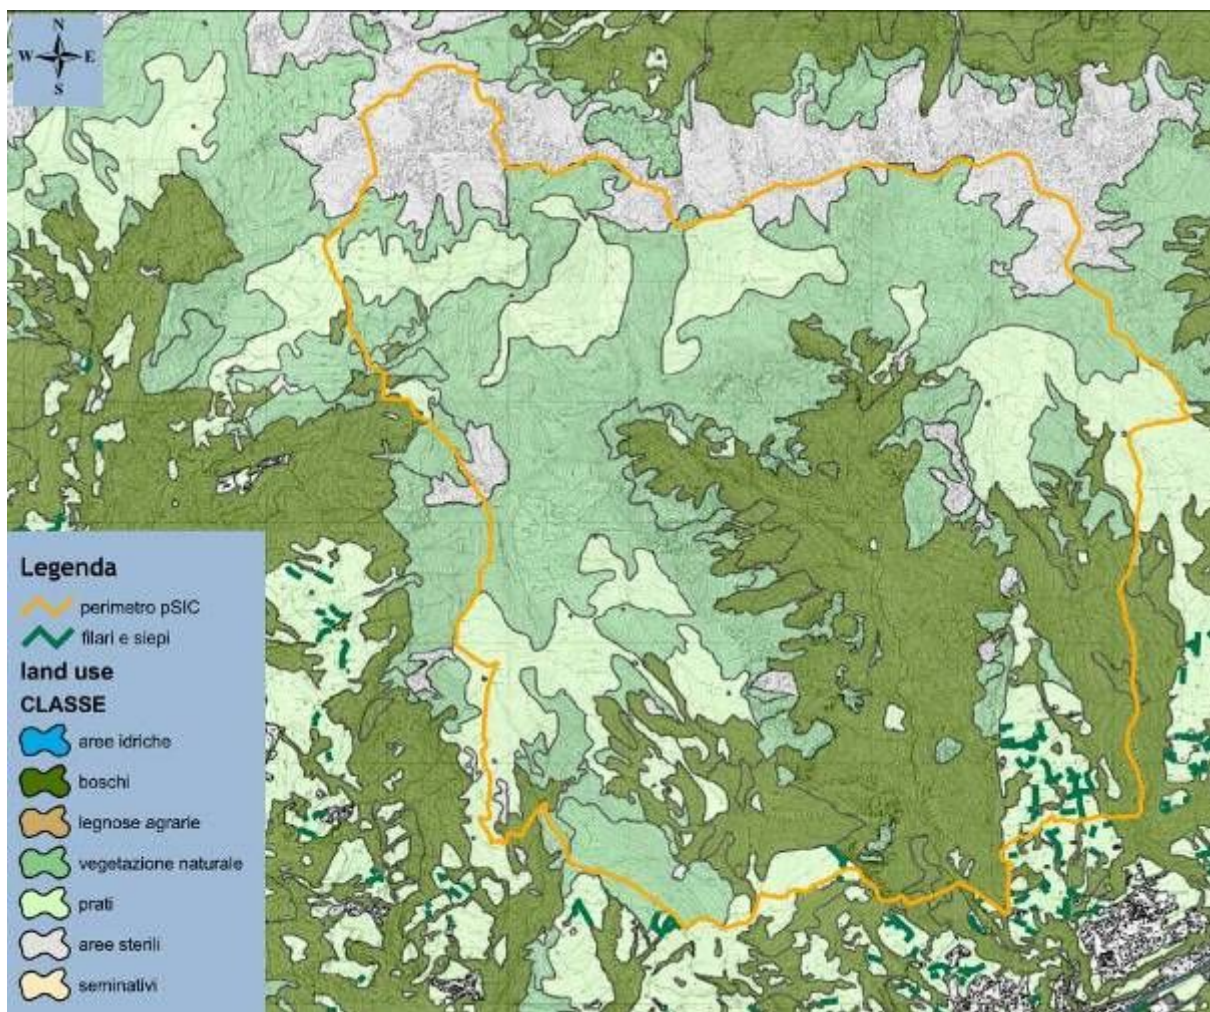 N
W E
S
Legenda
perimetro pSIC
filari e siepi
land use
CLASSE
aree idriche
boschi
legnose agrarie
vegetazione naturale
prati
aree sterili
seminativi